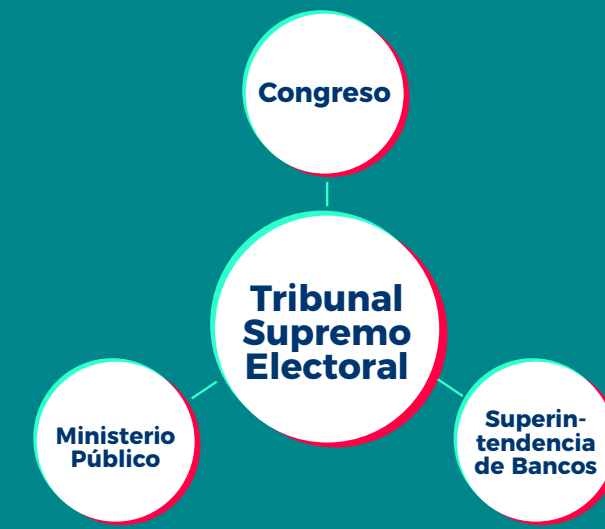 Congreso
Tribunal
Supremo
Electoral
Ministerio
Público
Superin-
tendencia
de Bancos